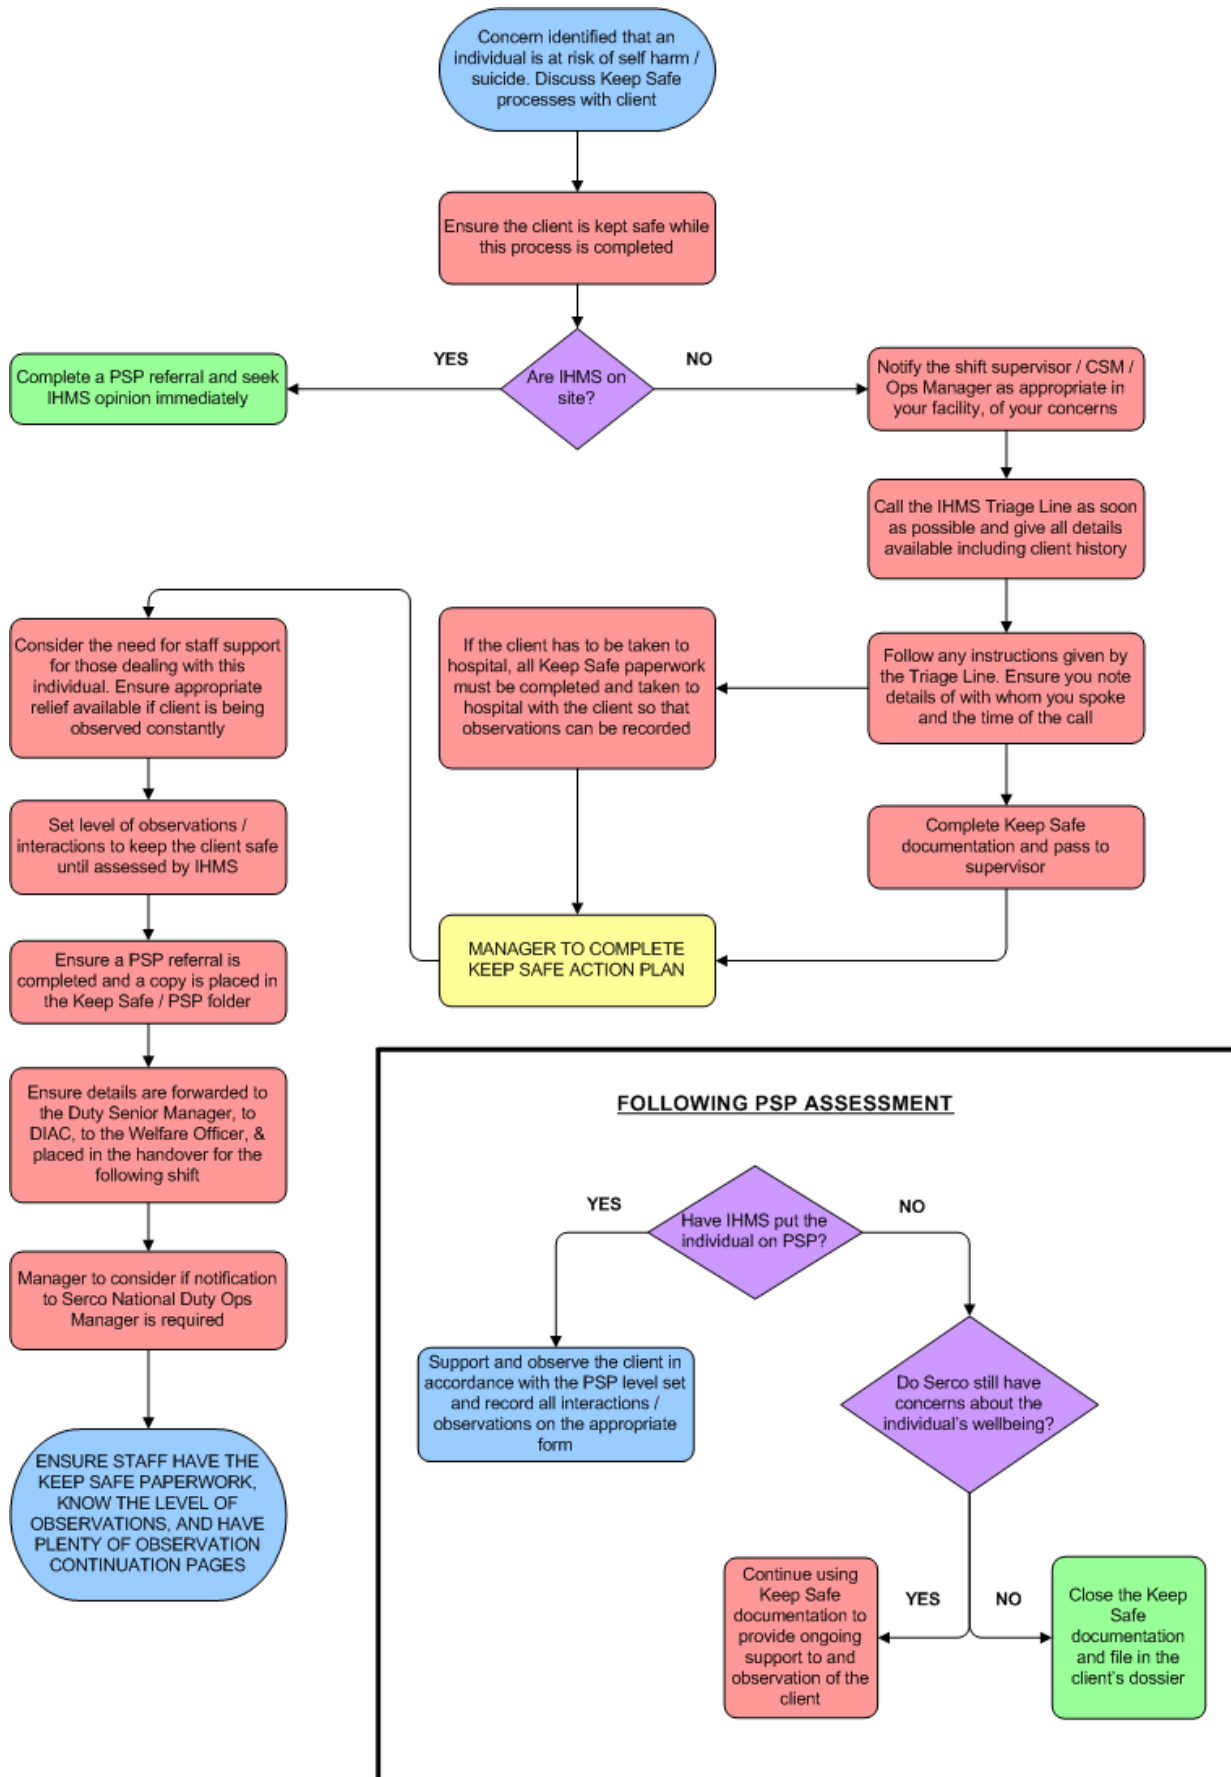 Concern identified that an
individual is at risk of self harm /
suicide. Discuss Keep Safe
processes with client
Ensure the client is kept safe while
this process is completed
YES
NO
Are IHMS on
site?
Complete a PSP referral and seek
IHMS opinion immediately
Notify the shift supervisor / CSM /
Ops Manager as appropriate in
your facility, of your concerns
Call the IHMS Triage Line as soon
as possible and give all details
available including client history
Follow any instructions given by
the Triage Line. Ensure you note
details of with whom you spoke
and the time of the call
If the client has to be taken to
hospital, all Keep Safe paperwork
must be completed and taken to
hospital with the client so that
observations can be recorded
Complete Keep Safe
documentation and pass to
supervisor
MANAGER TO COMPLETE
KEEP SAFE ACTION PLAN
Consider the need for staff support
for those dealing with this
individual. Ensure appropriate
relief available if client is being
observed constantly
Set level of observations /
interactions to keep the client safe
until assessed by IHMS
Ensure a PSP referral is
completed and a copy is placed in
the Keep Safe / PSP folder
Ensure details are forwarded to
the Duty Senior Manager, to
DIAC, to the Welfare Officer, &
placed in the handover for the
following shift
Manager to consider if notification
to Serco National Duty Ops
Manager is required
ENSURE STAFF HAVE THE
KEEP SAFE PAPERWORK,
KNOW THE LEVEL OF
OBSERVATIONS, AND HAVE
PLENTY OF OBSERVATION
CONTINUATION PAGES
FOLLOWING PSP ASSESSMENT
YES
NO
Have IHMS put the
individual on PSP?
Support and observe the client in
accordance with the PSP level set
and record all interactions /
observations on the appropriate
form
Do Serco still have
concerns about the
individual's wellbeing?
YES
NO
Continue using
Keep Safe
documentation to
provide ongoing
support to and
observation of the
client
Close the Keep
Safe
documentation
and file in the
client's dossier